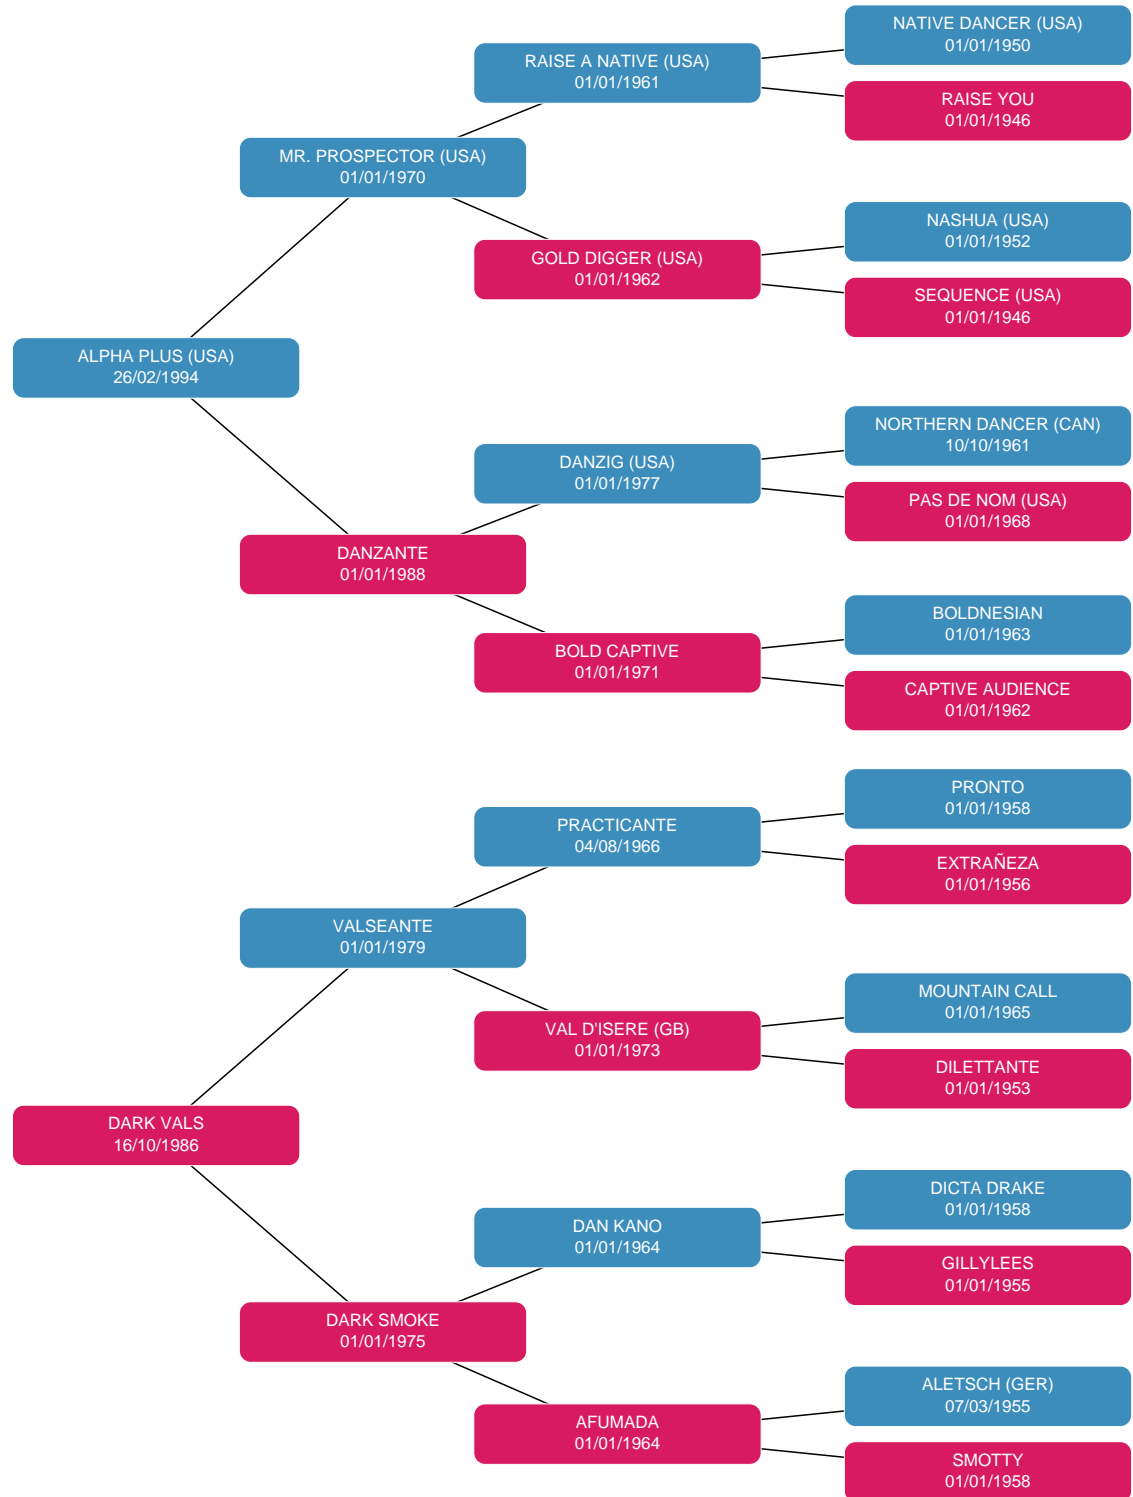 NATIVE DANCER (USA)
01/01/1950
RAISE A NATIVE (USA)
01/01/1961
RAISE YOU
01/01/1946
MR. PROSPECTOR (USA)
01/01/1970
NASHUA (USA)
01/01/1952
GOLD DIGGER (USA)
01/01/1962
SEQUENCE (USA)
01/01/1946
ALPHA PLUS (USA)
26/02/1994
NORTHERN DANCER (CAN)
10/10/1961
DANZIG (USA)
01/01/1977
PAS DE NOM (USA)
01/01/1968
DANZANTE
01/01/1988
BOLDNESIAN
01/01/1963
BOLD CAPTIVE
01/01/1971
CAPTIVE AUDIENCE
01/01/1962
PRONTO
01/01/1958
PRACTICANTE
04/08/1966
EXTRAÑEZA
01/01/1956
VALSEANTE
01/01/1979
MOUNTAIN CALL
01/01/1965
VAL D'ISERE (GB)
01/01/1973
DILETTANTE
01/01/1953
DARK VALS
16/10/1986
DICTA DRAKE
01/01/1958
DAN KANO
01/01/1964
GILLYLEES
01/01/1955
DARK SMOKE
01/01/1975
ALETSCH (GER)
07/03/1955
AFUMADA
01/01/1964
SMOTTY
01/01/1958